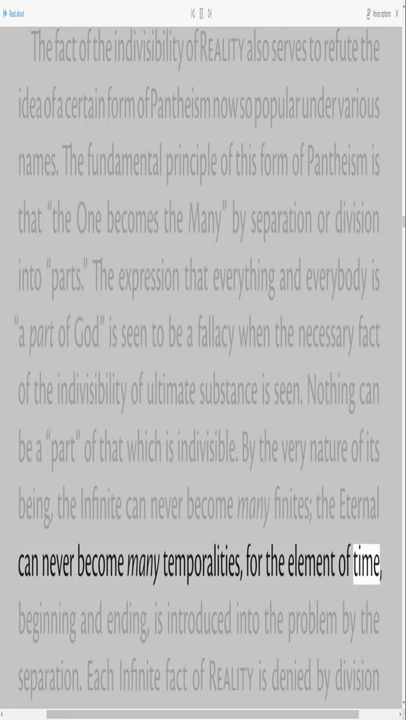 Read aloud
Voice options
The fact of the indivisibility of REALITY also serves to refute the
idea of a certain form of Pantheism now so popular under various
names. The fundamental principle of this form of Pantheism is
that “the One becomes the Many” by separation or division
into “parts.” The expression that everything and everybody is
“a part of God” is seen to be a fallacy when the necessary fact
of the indivisibility of ultimate substance is seen. Nothing can
be a “part” of that which is indivisible. By the very nature of its
being, the Infinite can never become many finites; the Eternal
can never become many temporalities, for the element of time,
beginning and ending, is introduced into the problem by the
separation. Each Infinite fact of REALITY is denied by division